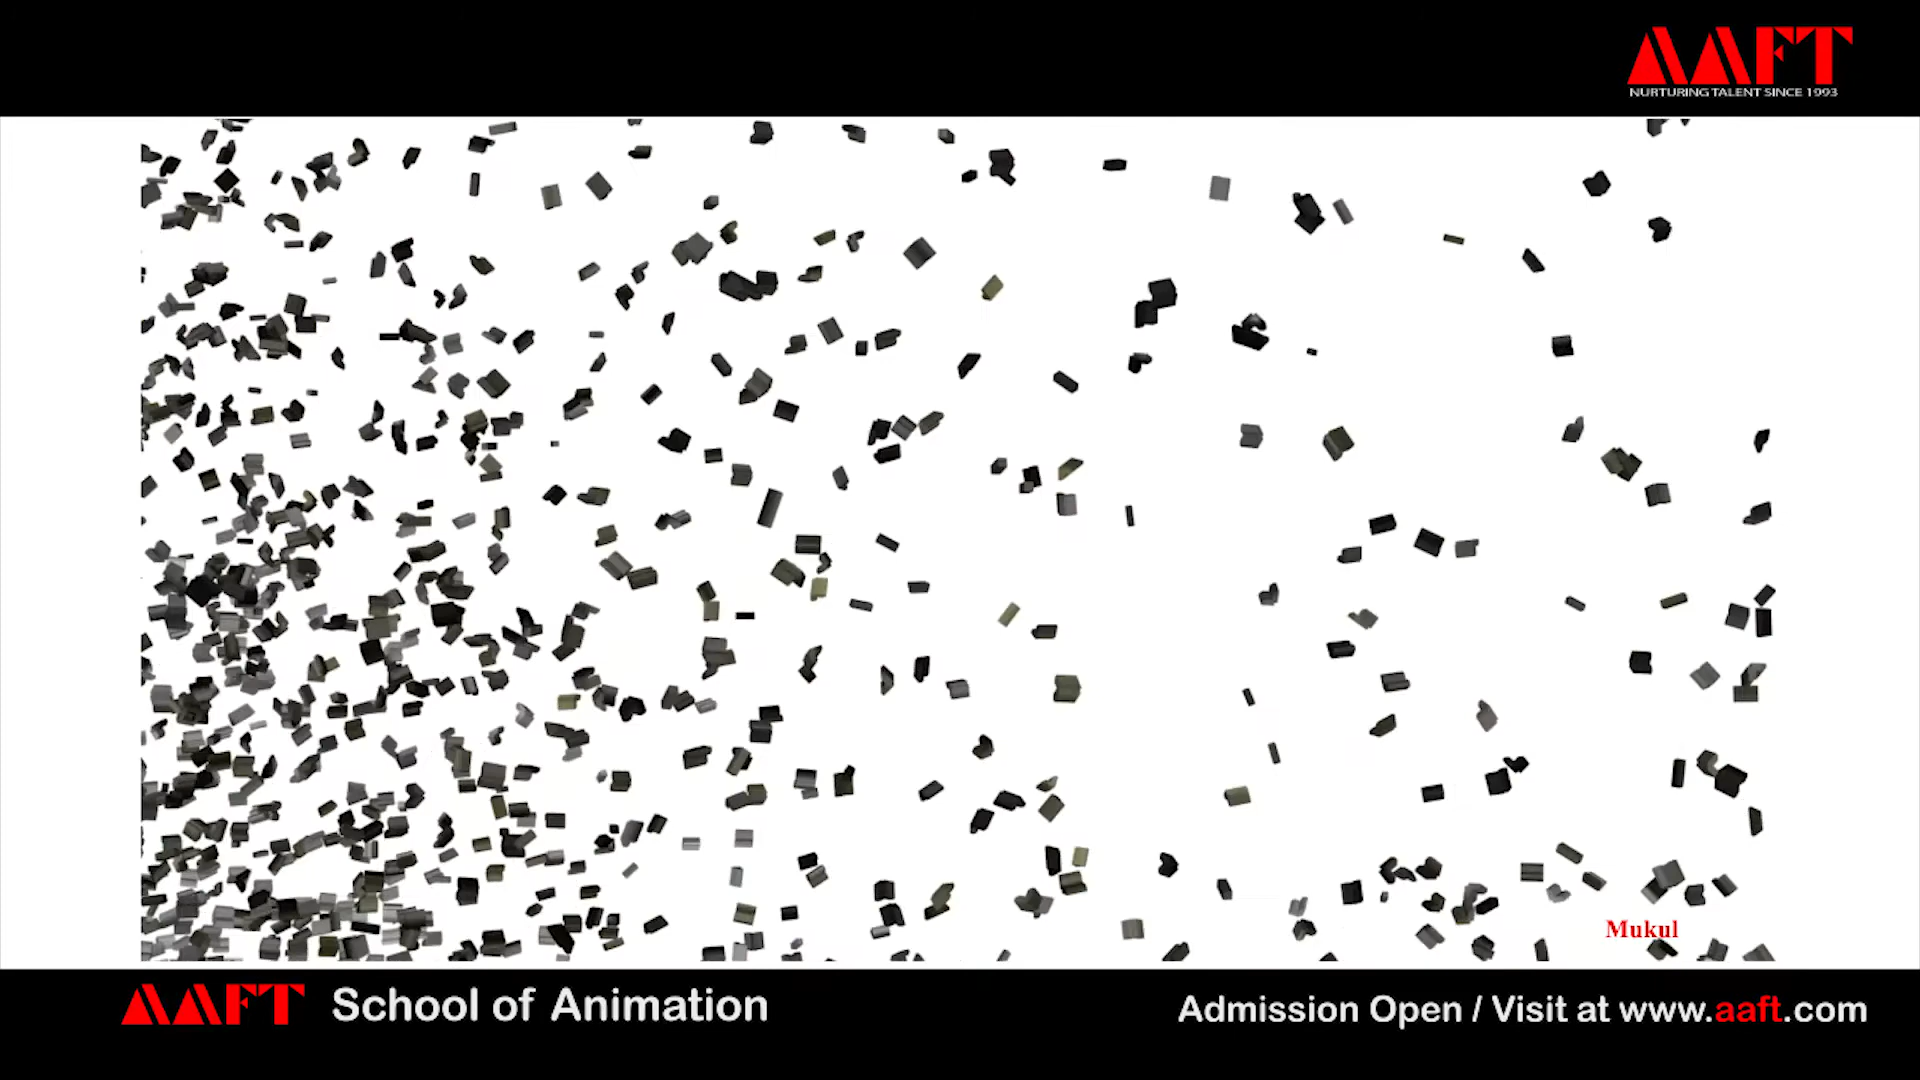 AAFT
NURTURING TALENT SINCE 1993
Mukul
AAFT School of Animation
Admission Open / Visit at www.aaft.com